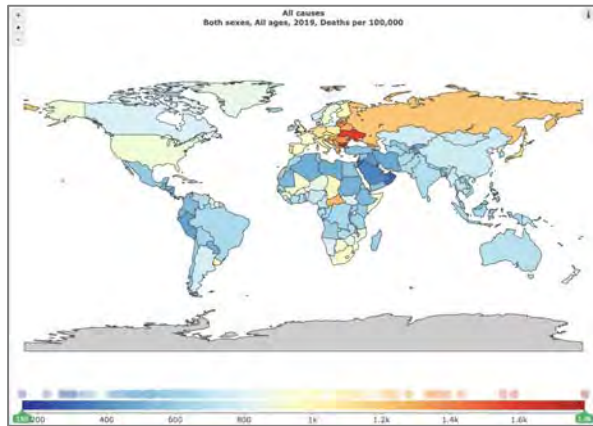 All causes
Both sexes, All ages, 2019, Deaths per 100,000
200 400 600 800 1k 1.2k 1.4k 1.6k